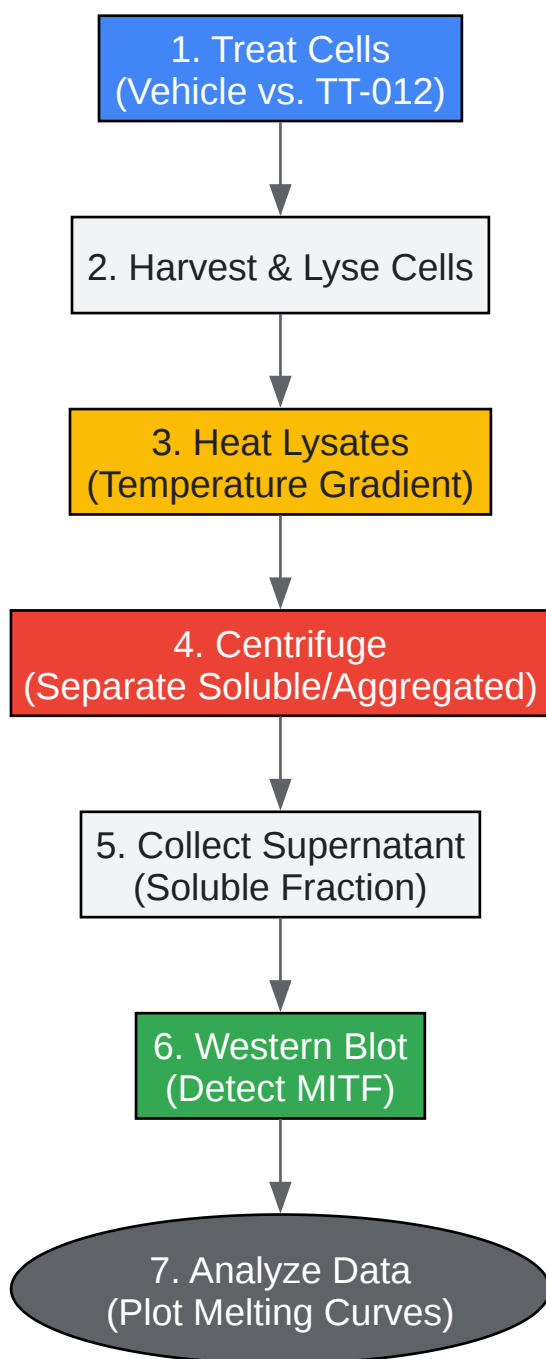 1. Treat Cells
(Vehicle vs. TT-012)
2. Harvest & Lyse Cells
3. Heat Lysates
(Temperature Gradient)
4. Centrifuge
(Separate Soluble/Aggregated)
5. Collect Supernatant
(Soluble Fraction)
6. Western Blot
(Detect MITF)
7. Analyze Data
(Plot Melting Curves)